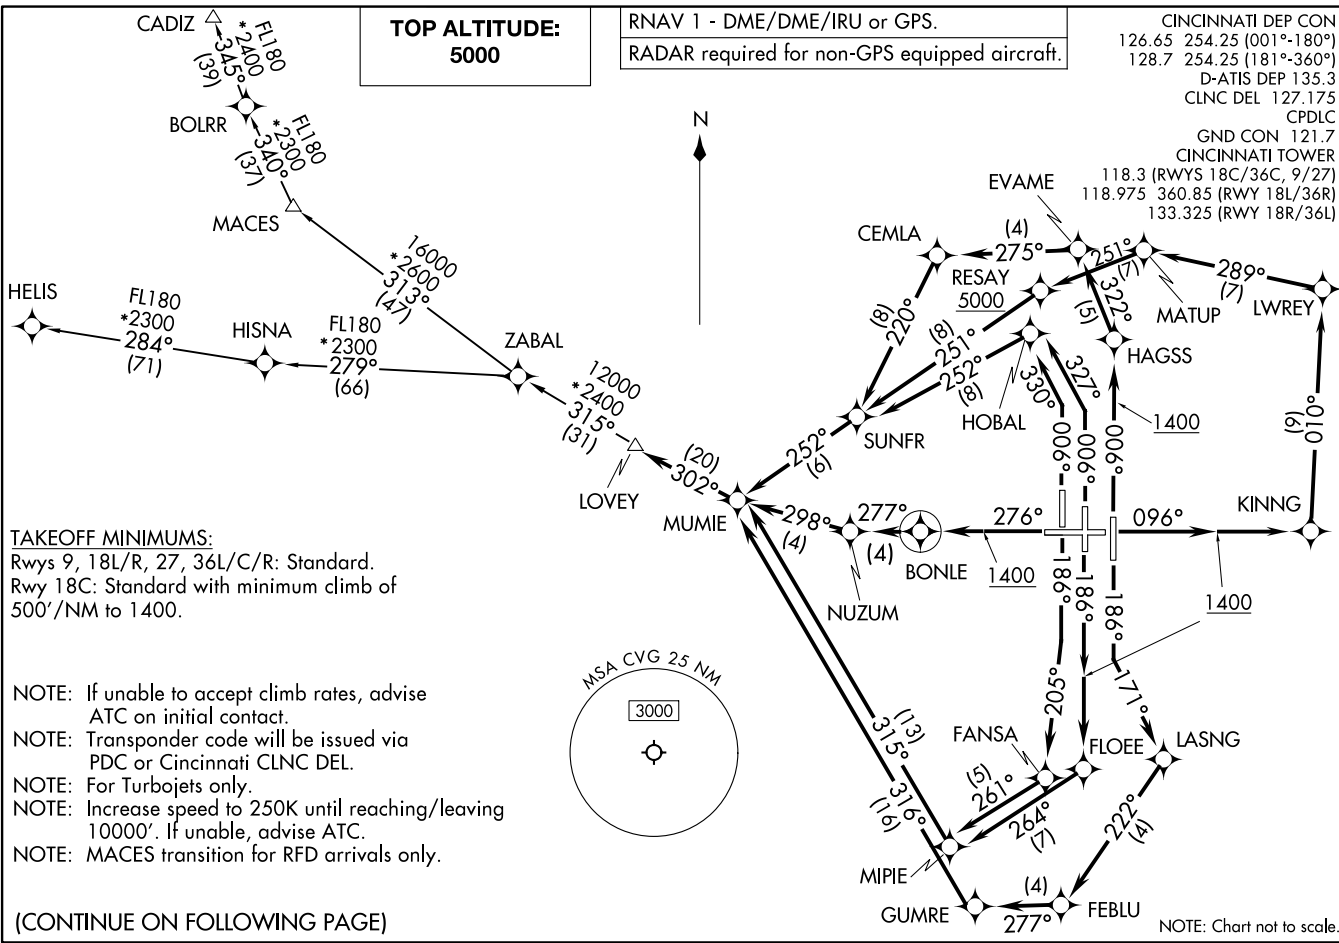 TOP ALTITUDE:
5000
RNAV 1 - DME/DME/IRU or GPS.
RADAR required for non-GPS equipped aircraft.
CINCINNATI DEP CON
126.65 254.25 (001°-180°)
128.7 254.25 (181°-360°)
D-ATIS DEP 135.3
CLNC DEL 127.175
CPDLC
GND CON 121.7
CINCINNATI TOWER
118.3 (RWYS 18C/36C, 9/27)
118.975 360.85 (RWY 18L/36R)
133.325 (RWY 18R/36L)
CADIZ
FL180
*2400
345°
(39)
BOLRR
FL180
*2300
340°
(37)
MACES
16000
*2600
313°
(47)
HELIS
FL180
*2300
284°
(71)
HISNA
FL180
*2300
279°
(66)
ZABAL
12000
*2400
315°
(31)
LOVEY
(20)
302°
MUMIE
N
EVAME
CEMLA
(4)
275°
RESAY
5000
251°
(7)
MATUP
289°
(7)
LWREY
322°
(5)
HAGSS
(8)
220°
(8)
251°
252°
(8)
HOBAL
330°
327°
006°
006°
006°
1400
(9)
010°
SUNFR
252°
(6)
KINNG
298°
(4)
277°
(4)
276°
096°
BONLE
1400
NUZUM
1400
189°
186°
186°
205°
171°
FANSA
FLOEE
LASNG
(5)
261°
264°
(7)
222°
(4)
(13)
315°
316°
(16)
MIPIE
GUMRE
(4)
277°
FEBLU
TAKEOFF MINIMUMS:
Rwys 9, 18L/R, 27, 36L/C/R: Standard.
Rwy 18C: Standard with minimum climb of
500'/NM to 1400.
MSA CVG 25 NM
3000
NOTE: If unable to accept climb rates, advise
ATC on initial contact.
NOTE: Transponder code will be issued via
PDC or Cincinnati CLNC DEL.
NOTE: For Turbojets only.
NOTE: Increase speed to 250K until reaching/leaving
10000'. If unable, advise ATC.
NOTE: MACES transition for RFD arrivals only.
(CONTINUE ON FOLLOWING PAGE)
NOTE: Chart not to scale.